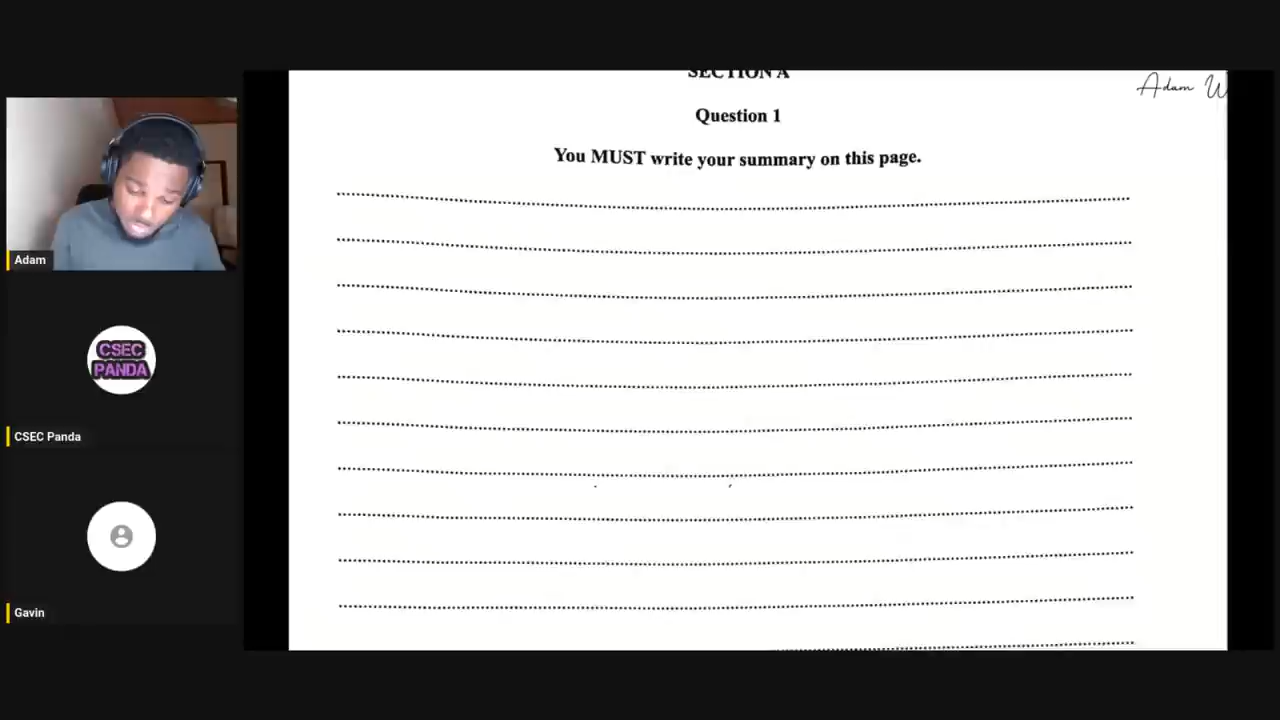 SECTION A
Adam W
Question 1
You MUST write your summary on this page.
Adam
CSEC
PANDA
CSEC Panda
Gavin